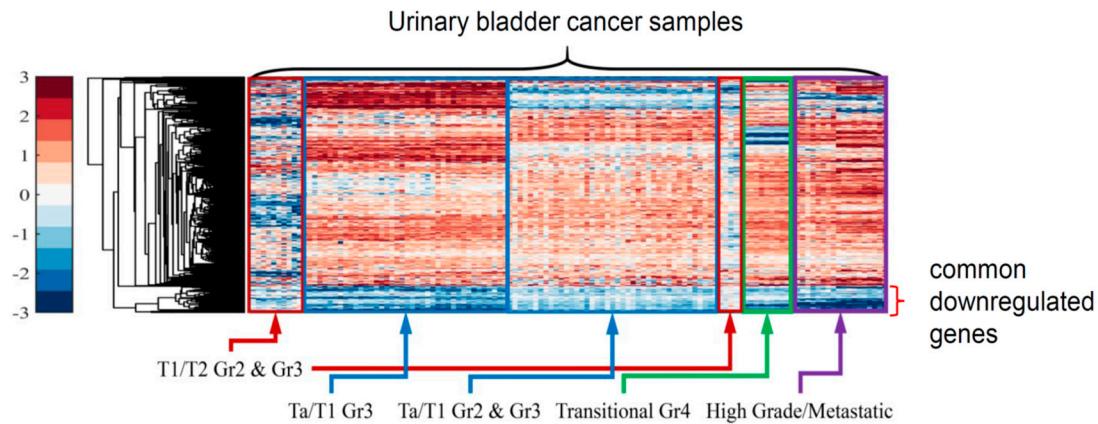 Urinary bladder cancer samples
3
2
1
0
-1
-2
-3
common
downregulated
genes
T1/T2 Gr2 & Gr3
Ta/T1 Gr3
Ta/T1 Gr2 & Gr3
Transitional Gr4
High Grade/Metastatic